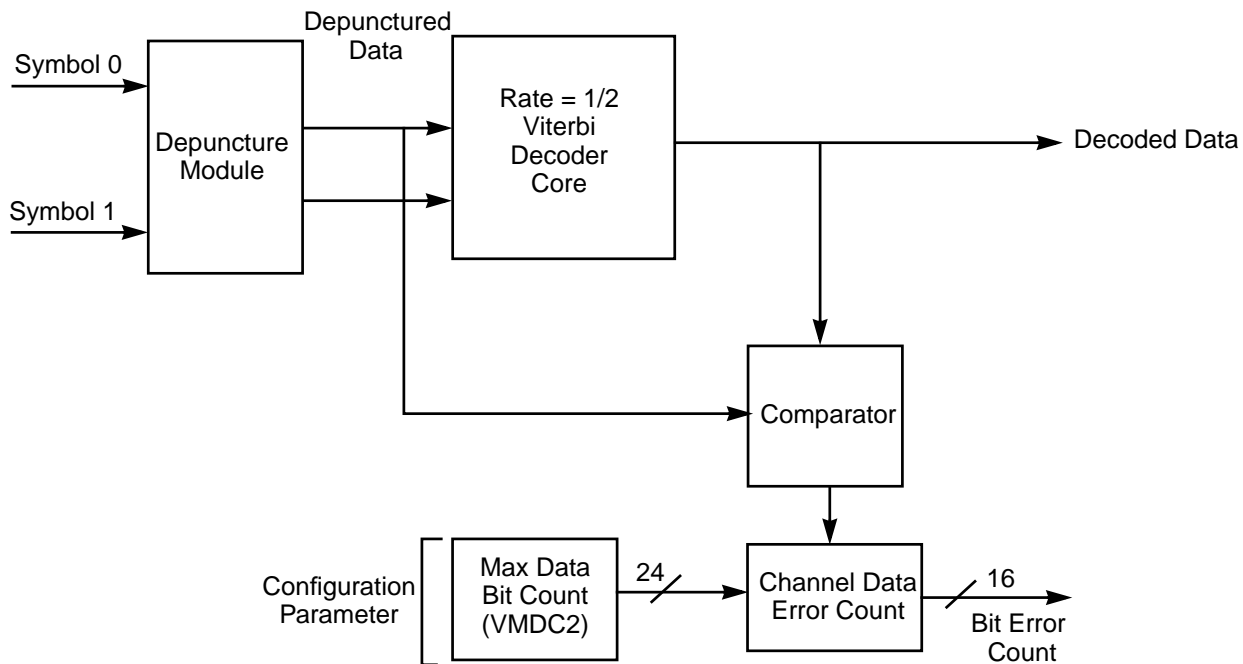 Depunctured
Data
Symbol 0
Symbol 1
Depuncture
Module
Rate = 1/2
Viterbi
Decoder
Core
Decoded Data
Comparator
Configuration
Parameter
Max Data
Bit Count
(VMDC2)
24
Channel Data
Error Count
16
Bit Error
Count